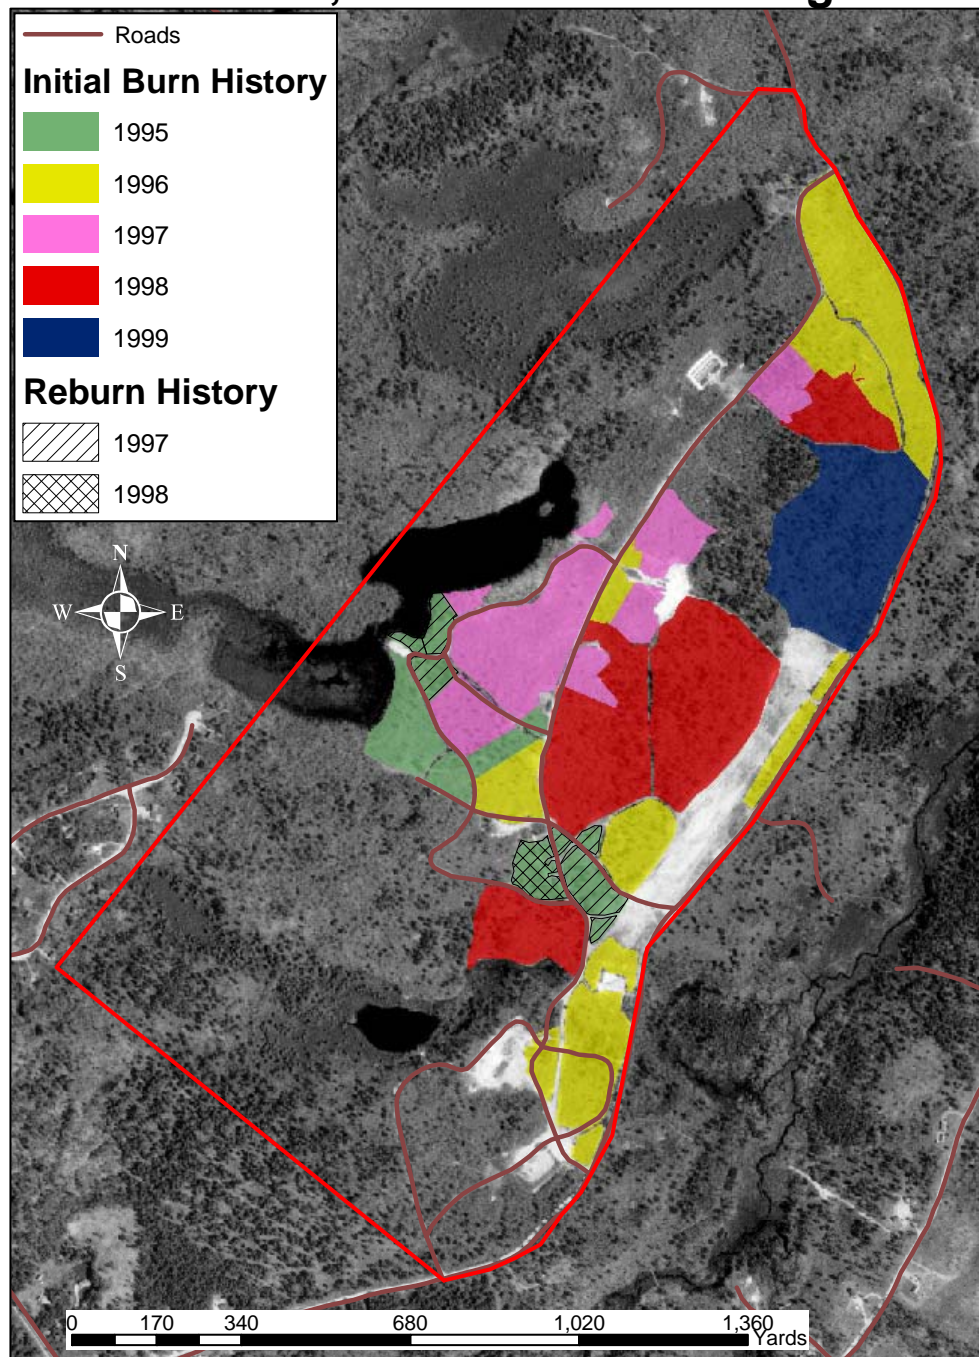 Roads
Initial Burn History
1995
1996
1997
1998
1999
Reburn History
1997
1998
N
W E
S
0 170 340 680 1,020 1,360
Yards